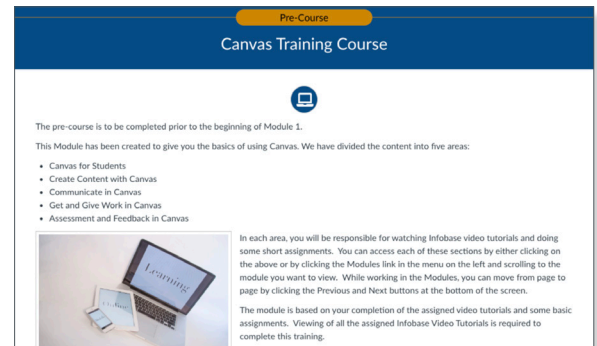 Pre-Course
Canvas Training Course
The pre-course is to be completed prior to the beginning of Module 1.
This Module has been created to give you the basics of using Canvas. We have divided the content into five areas:
• Canvas for Students
• Create Content with Canvas
• Communicate in Canvas
• Get and Give Work in Canvas
• Assessment and Feedback in Canvas
In each area, you will be responsible for watching Infobase video tutorials and doing
some short assignments. You can access each of these sections by either clicking on
the above or by clicking the Modules link in the menu on the left and scrolling to the
module you want to view. While working in the Modules, you can move from page to
page by clicking the Previous and Next buttons at the bottom of the screen.
The module is based on your completion of the assigned video tutorials and some basic
assignments. Viewing of all the assigned Infobase Video Tutorials is required to
complete this training.
Learning